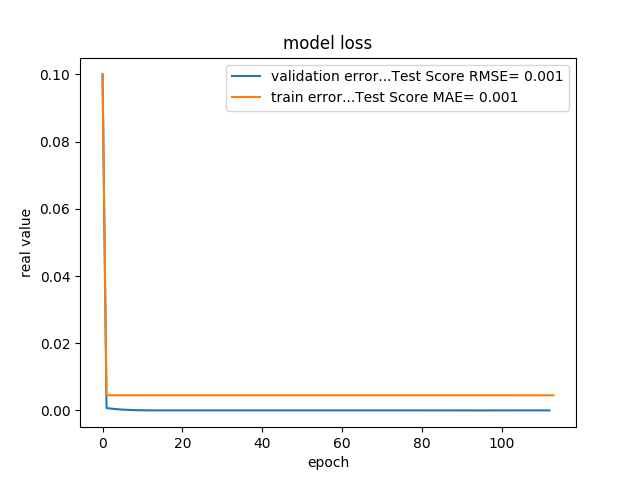 model loss
validation error...Test Score RMSE= 0.001
train error...Test Score MAE= 0.001
0.10
0.08
0.06
0.04
0.02
0.00
real value
0 20 40 60 80 100
epoch